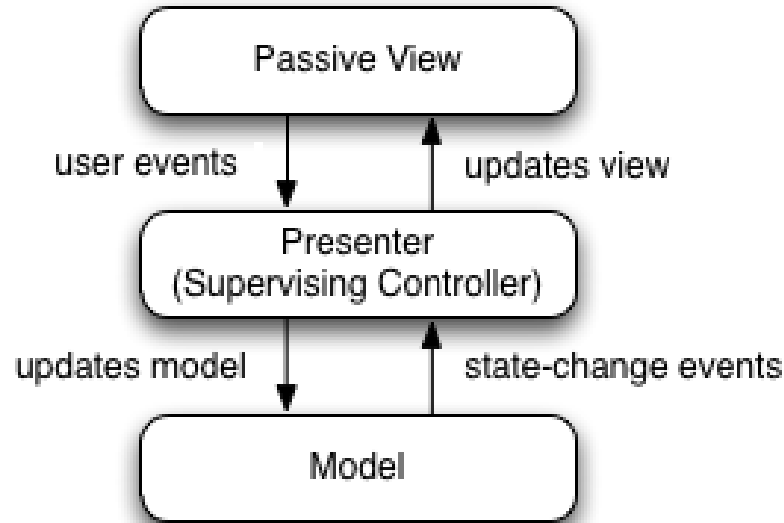 Passive View
user events
updates view
Presenter
(Supervising Controller)
updates model
state-change events
Model